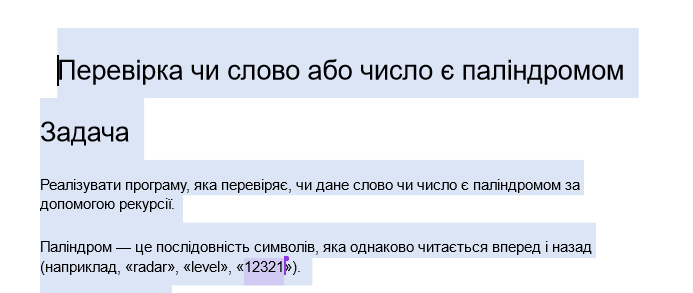 Перевірка чи слово або число є паліндромом
Задача
Реалізувати програму, яка перевіряє, чи дане слово чи число є паліндромом за
допомогою рекурсії.
Паліндром — це послідовність символів, яка однаково читається вперед і назад
(наприклад, «radar», «level», «12321»).